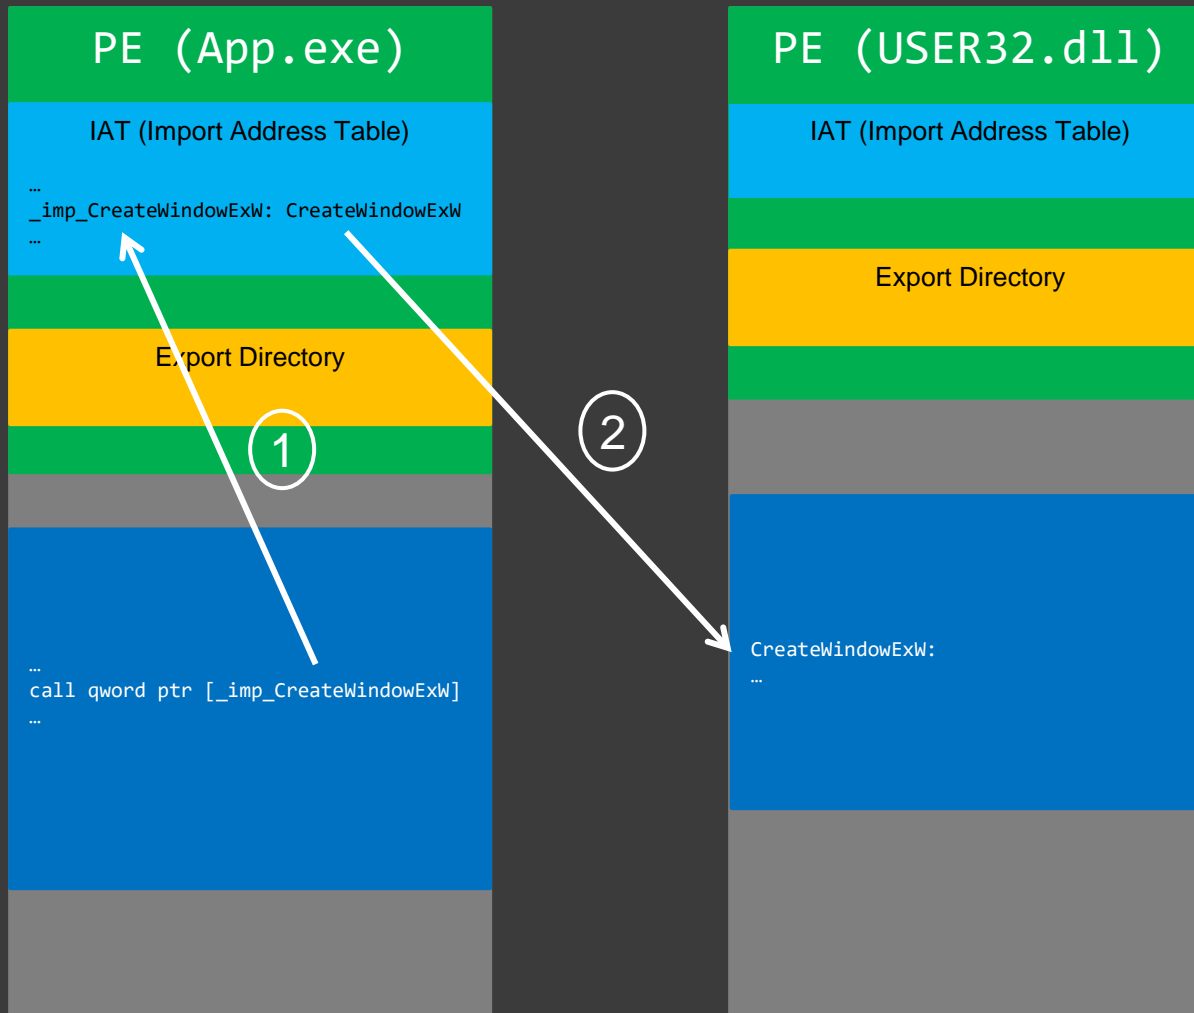 PE (App.exe)
IAT (Import Address Table)
…
_imp_CreateWindowExW: CreateWindowExW
…
Export Directory
1
…
call qword ptr [_imp_CreateWindowExW]
…
2
PE (USER32.dll)
IAT (Import Address Table)
Export Directory
CreateWindowExW:
…